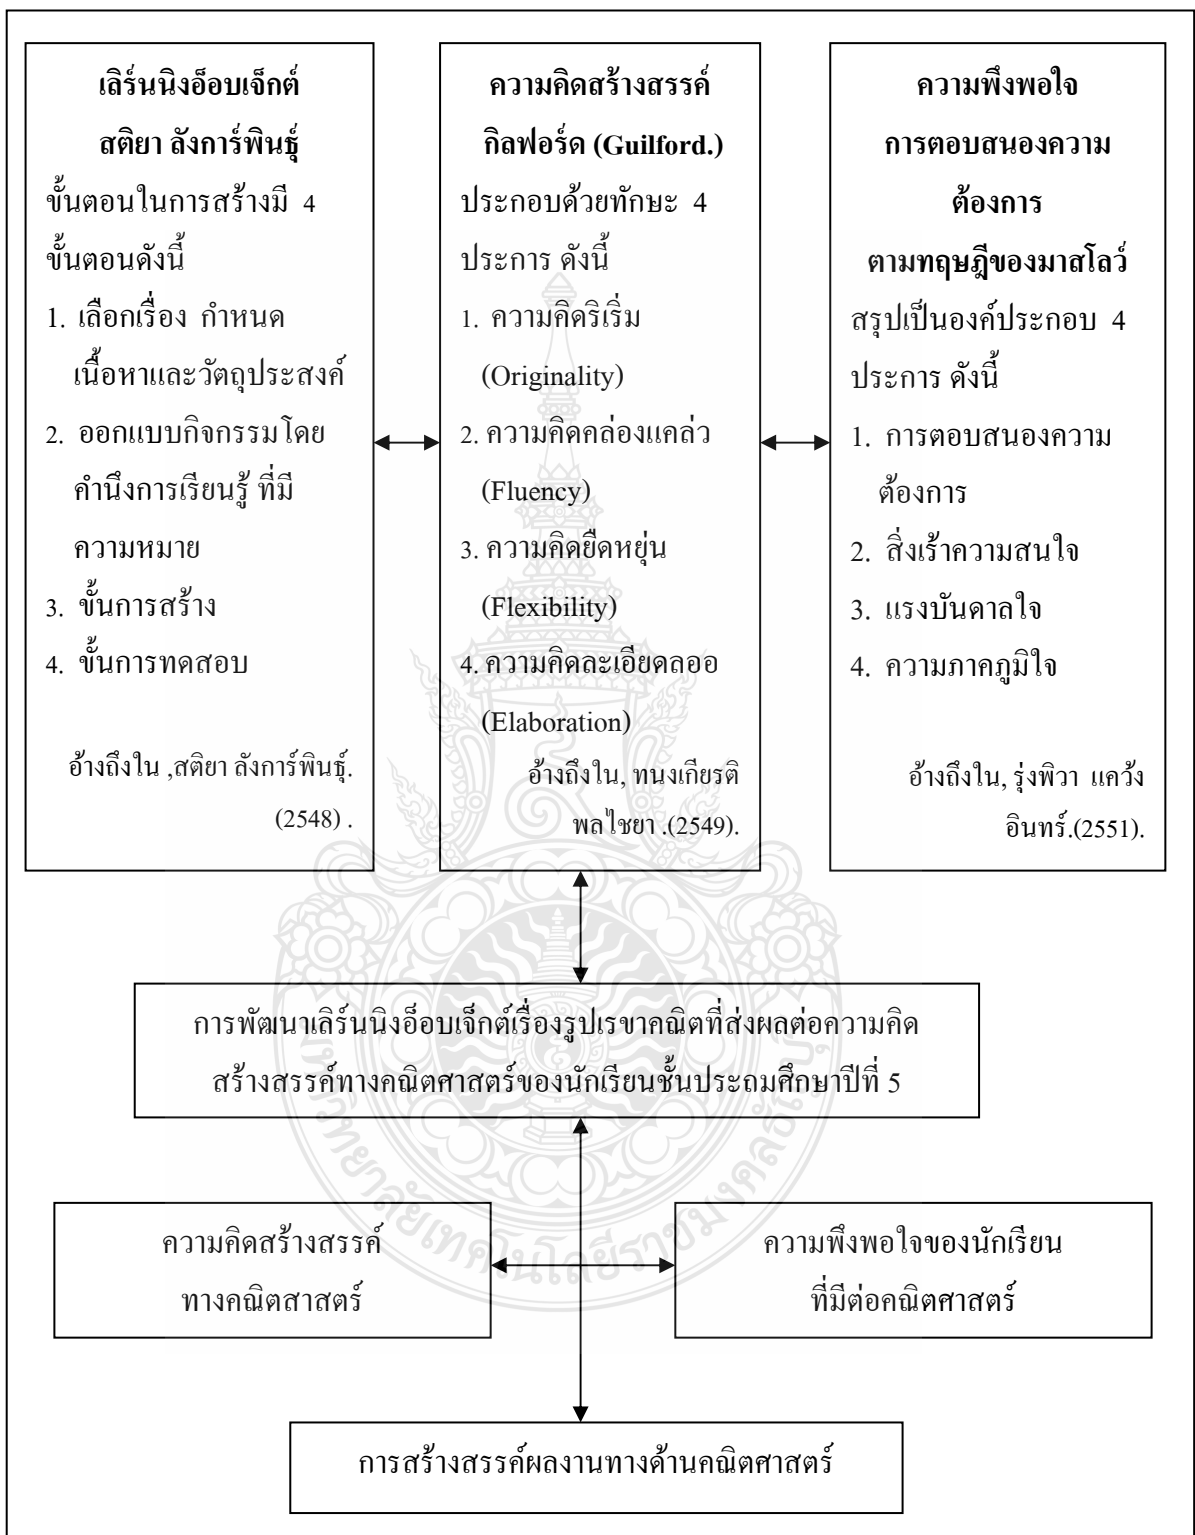 เลิร์นนิงอ็อบเจ็กต์
สติยา ลังการ์พินธุ์
ขั้นตอนในการสร้างมี 4
ขั้นตอนดังนี้
1. เลือกเรื่อง กำหนด
เนื้อหาและวัตถุประสงค์
2. ออกแบบกิจกรรมโดย
คำนึงการเรียนรู้ ที่มี
ความหมาย
3. ขั้นการสร้าง
4. ขั้นการทดสอบ
อ้างถึงใน ,สติยา ลังการ์พินธุ์.
(2548) .
ความคิดสร้างสรรค์
กิลฟอร์ด (Guilford.)
ประกอบด้วยทักษะ 4
ประการ ดังนี้
1. ความคิดริเริ่ม
(Originality)
2. ความคิดคล่องแคล่ว
(Fluency)
3. ความคิดยืดหยุ่น
(Flexibility)
4. ความคิดละเอียดลออ
(Elaboration)
อ้างถึงใน, ทนงเกียรติ
พลไชยา .(2549).
ความพึงพอใจ
การตอบสนองความ
ต้องการ
ตามทฤษฎีของมาสโลว์
สรุปเป็นองค์ประกอบ 4
ประการ ดังนี้
1. การตอบสนองความ
ต้องการ
2. สิ่งเร้าความสนใจ
3. แรงบันดาลใจ
4. ความภาคภูมิใจ
อ้างถึงใน, รุ่งพิวา แคว้ง
อินทร์.(2551).
การพัฒนาเลิร์นนิงอ็อบเจ็กต์เรื่องรูปเรขาคณิตที่ส่งผลต่อความคิด
สร้างสรรค์ทางคณิตศาสตร์ของนักเรียนชั้นประถมศึกษาปีที่ 5
ความคิดสร้างสรรค์
ทางคณิตสาสตร์
ความพึงพอใจของนักเรียน
ที่มีต่อคณิตศาสตร์
การสร้างสรรค์ผลงานทางด้านคณิตศาสตร์
มหาวิทยาลัยเทคโนโลยีราชมงคลธัญบุรี